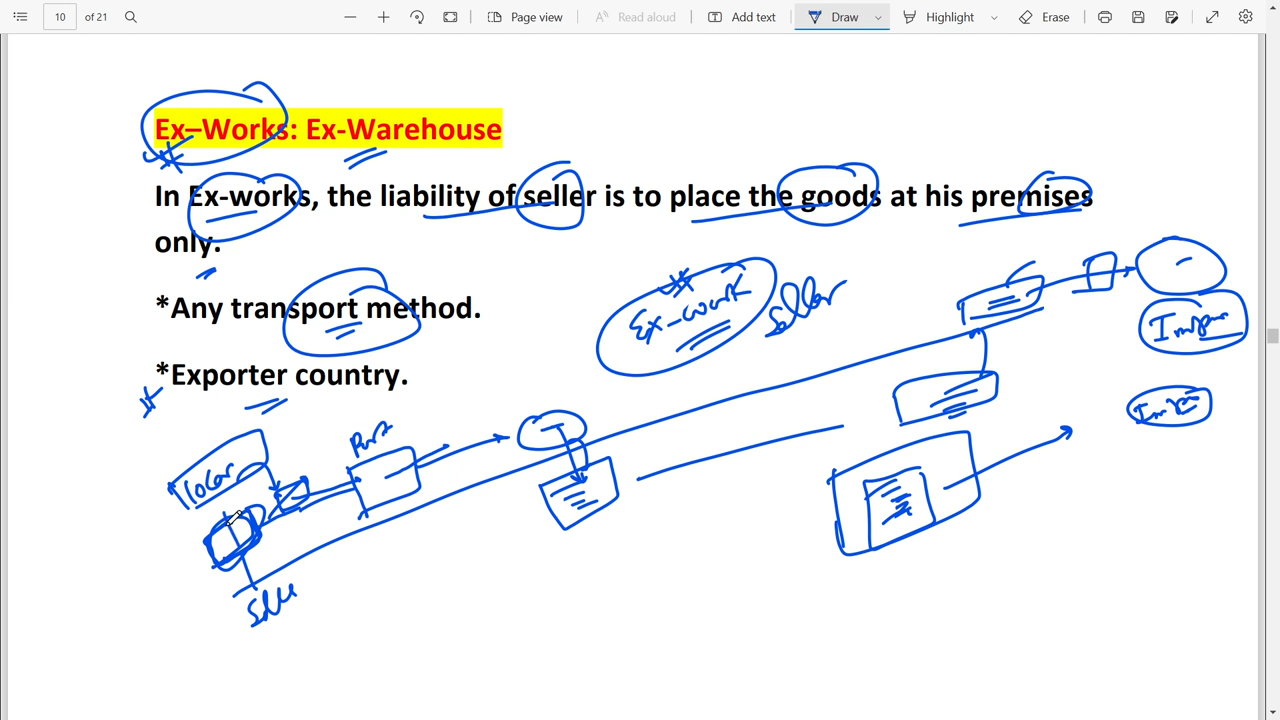 10 of 21
Page view
Read aloud
Add text
Draw
Highlight
Erase
Ex–Works: Ex-Warehouse
In Ex-works, the liability of seller is to place the goods at his premises
only.
*Any transport method.
Ex-work
Seller
*Exporter country.
Port